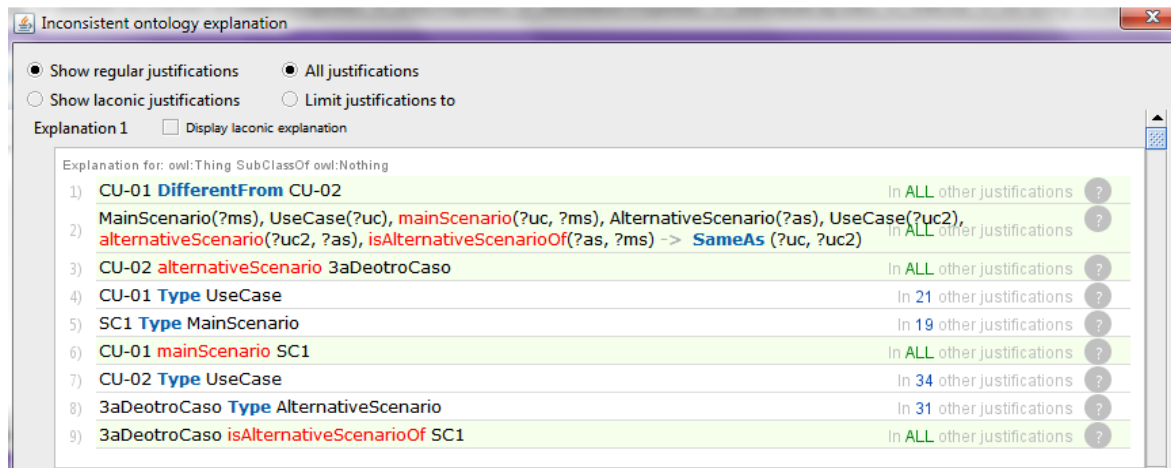 Inconsistent ontology explanation
Show regular justifications All justifications
Show laconic justifications Limit justifications to
Explanation 1 Display laconic explanation
Explanation for: owl:Thing SubClassOf owl:Nothing
1) CU-01 DifferentFrom CU-02 In ALL other justifications ?
MainScenario(?ms), UseCase(?uc), mainScenario(?uc, ?ms), AlternativeScenario(?as), UseCase(?uc2),
2) alternativeScenario(?uc2, ?as), isAlternativeScenarioOf(?as, ?ms) -> SameAs (?uc, ?uc2) In ALL other justifications ?
3) CU-02 alternativeScenario 3aDeotroCaso In ALL other justifications ?
4) CU-01 Type UseCase In 21 other justifications ?
5) SC1 Type MainScenario In 19 other justifications ?
6) CU-01 mainScenario SC1 In ALL other justifications ?
7) CU-02 Type UseCase In 34 other justifications ?
8) 3aDeotroCaso Type AlternativeScenario In 31 other justifications ?
9) 3aDeotroCaso isAlternativeScenarioOf SC1 In ALL other justifications ?